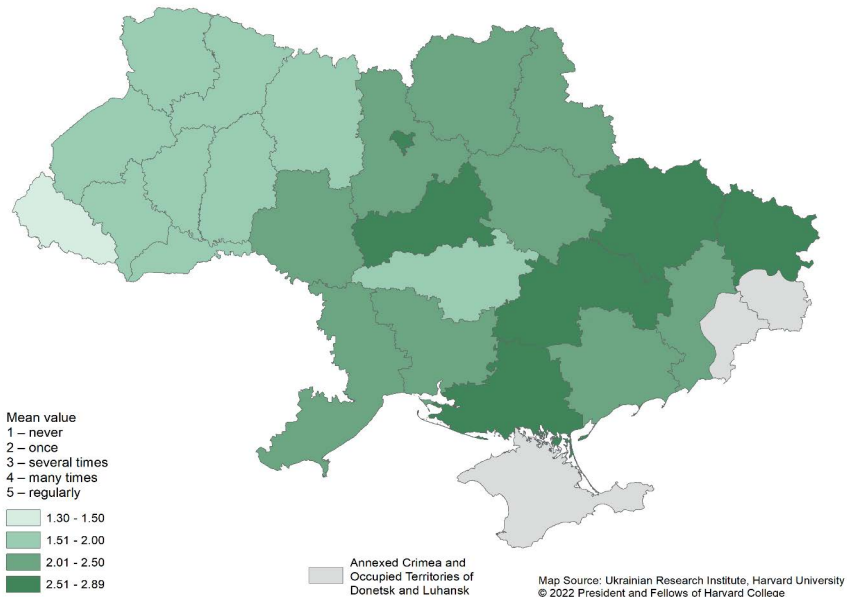 Mean value
1 – never
2 – once
3 – several times
4 – many times
5 – regularly
1.30 - 1.50
1.51 - 2.00
2.01 - 2.50
2.51 - 2.89
Annexed Crimea and
Occupied Territories of
Donetsk and Luhansk
Map Source: Ukrainian Research Institute, Harvard University
© 2022 President and Fellows of Harvard College